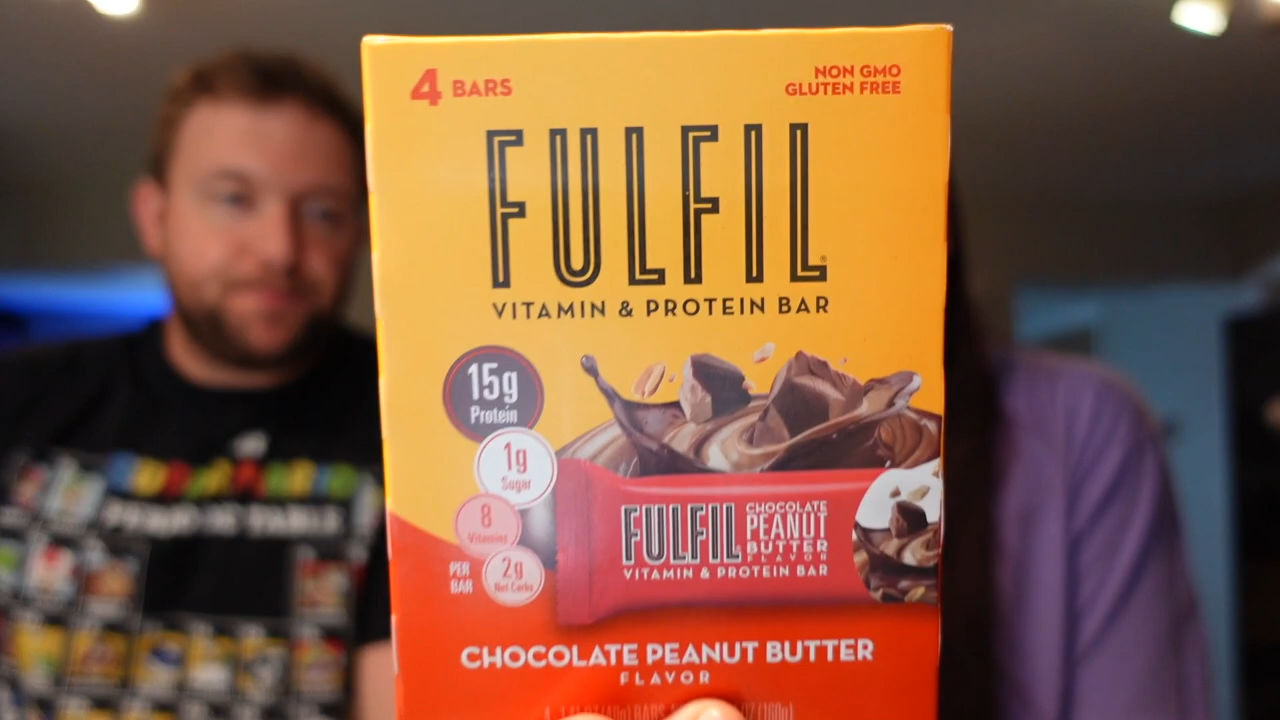 4 BARS
NON GMO
GLUTEN FREE
FULFIL®
VITAMIN & PROTEIN BAR
15g
Protein
1g
Sugar
8
Vitamins
PER
BAR
2g
Net Carbs
FULFIL
CHOCOLATE
PEANUT
BUTTER
FLAVOR
VITAMIN & PROTEIN BAR
CHOCOLATE PEANUT BUTTER
FLAVOR
TABLE